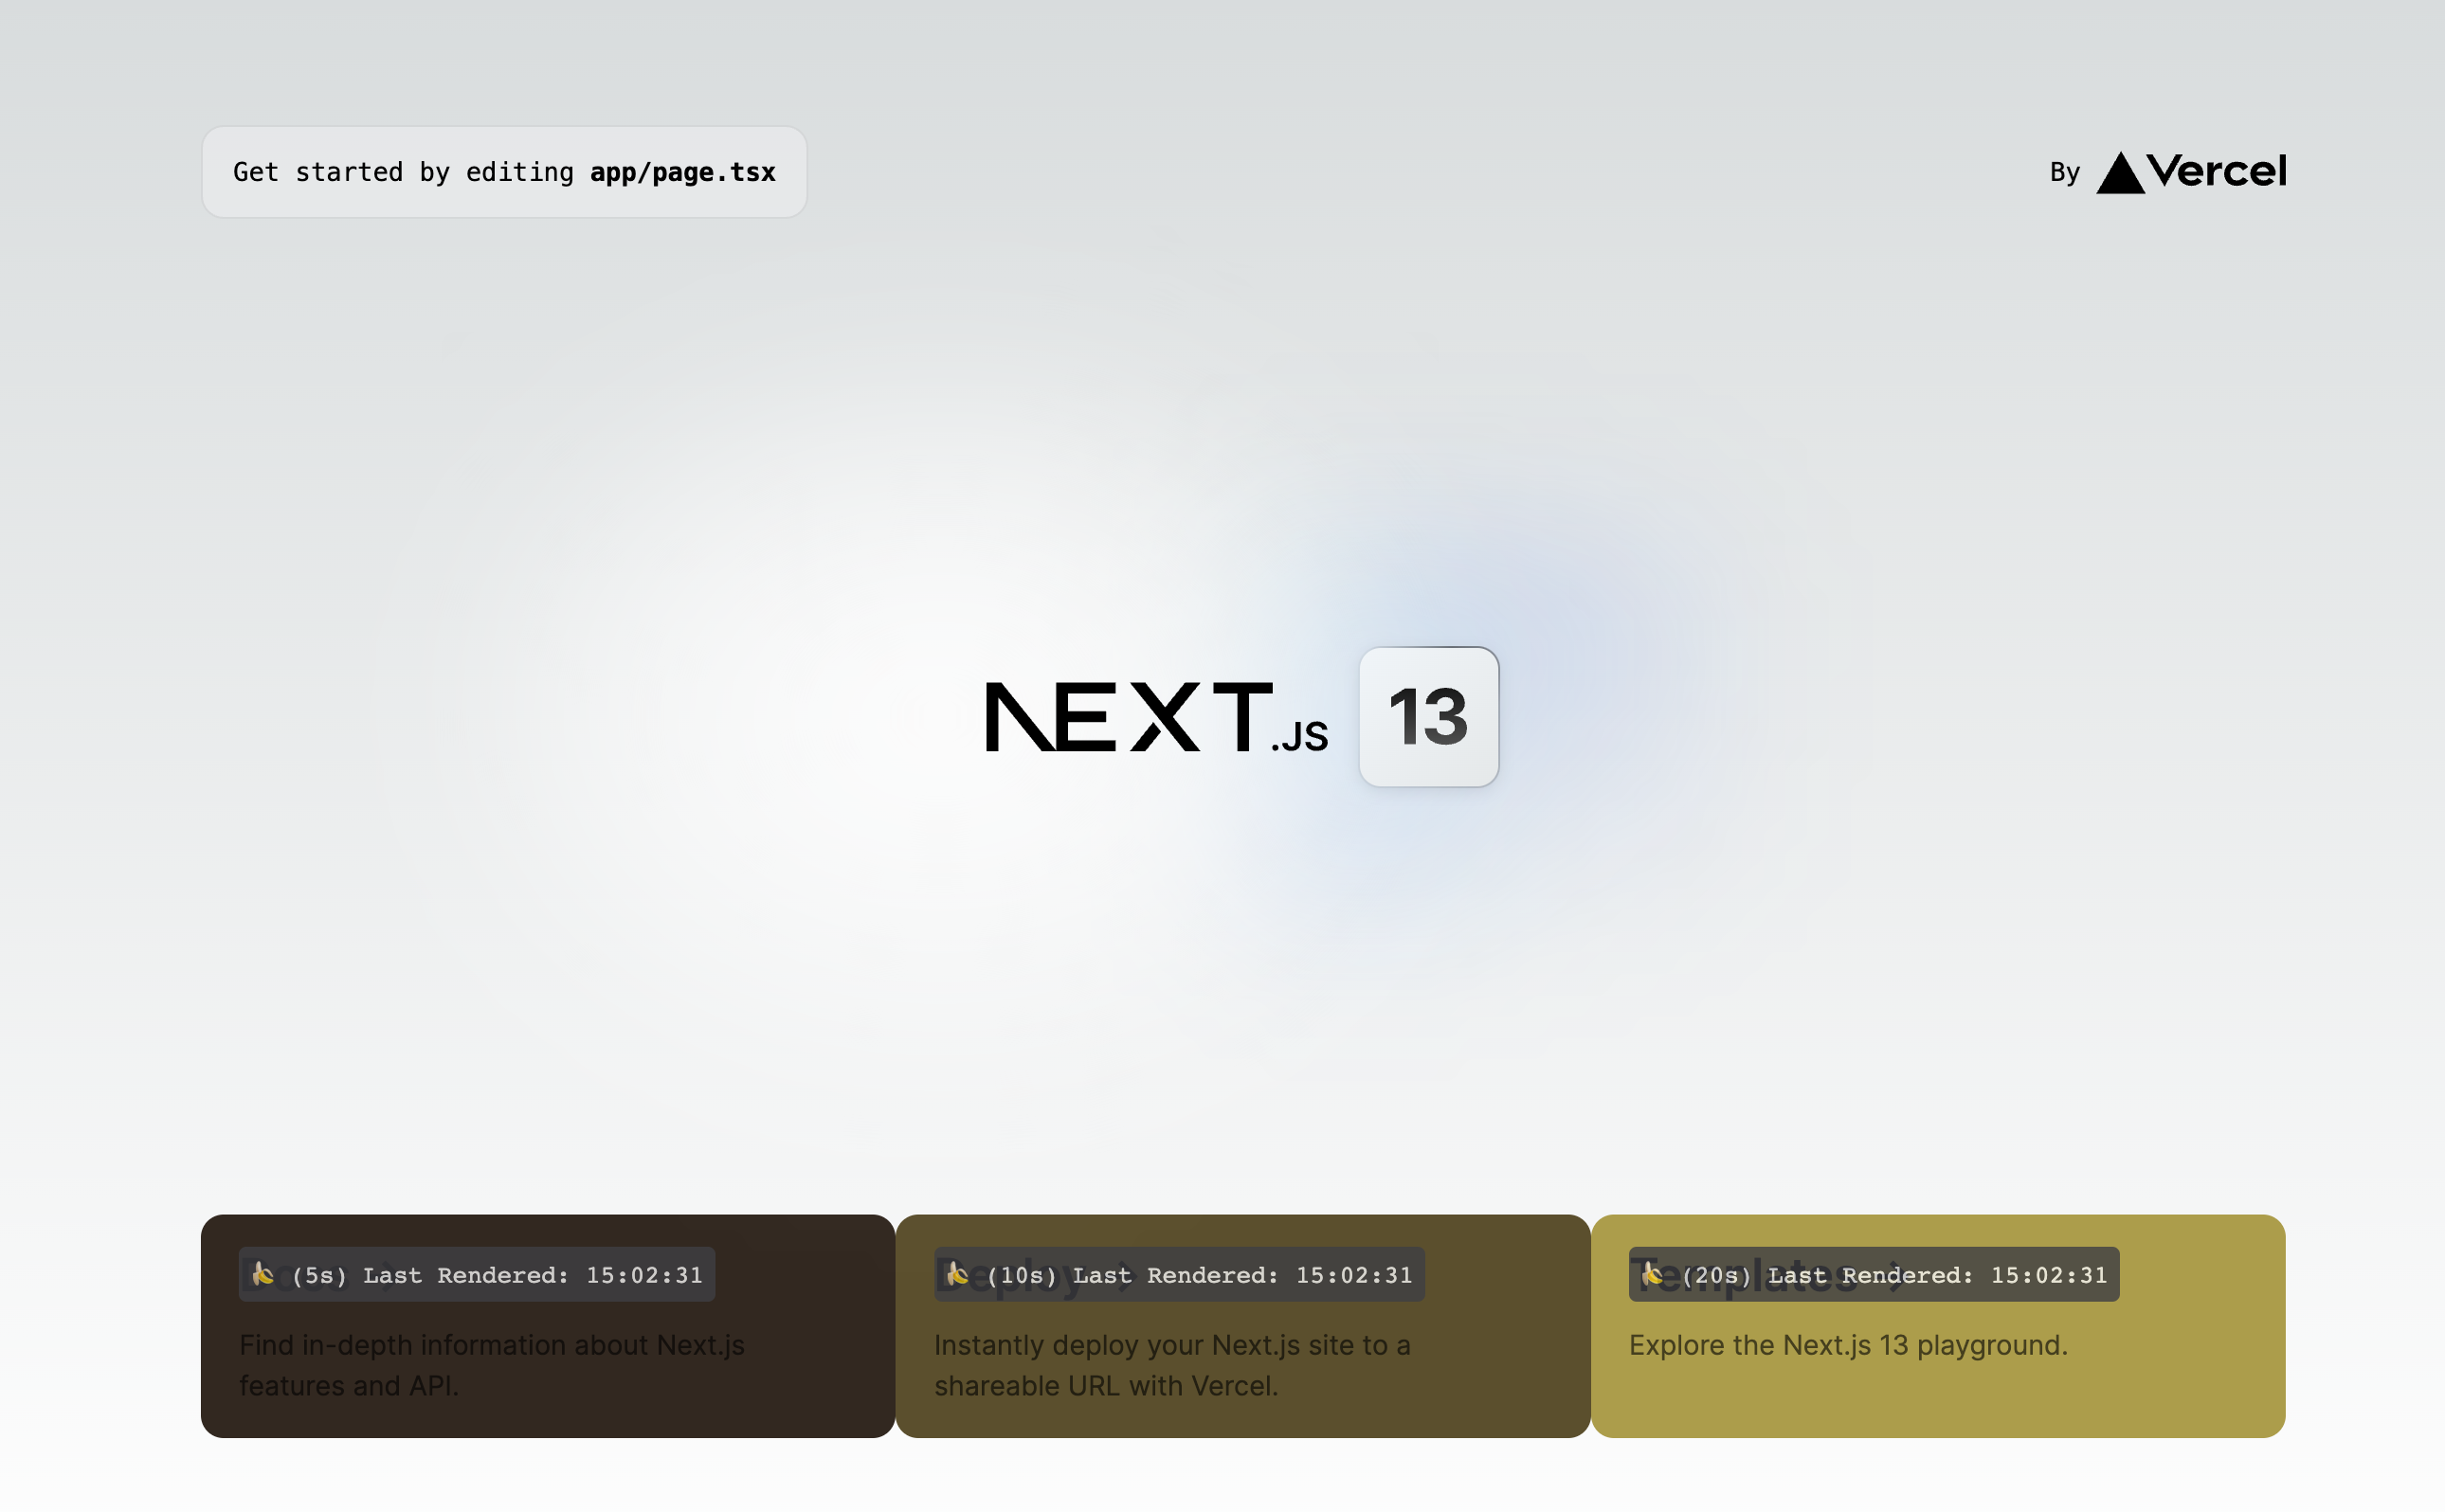 Get started by editing app/page.tsx
By Vercel
NEXT.JS 13
Docs ->
🍌 (5s) Last Rendered: 15:02:31
Find in-depth information about Next.js
features and API.
Deploy ->
🍌 (10s) Last Rendered: 15:02:31
Instantly deploy your Next.js site to a
shareable URL with Vercel.
Templates ->
🍌 (20s) Last Rendered: 15:02:31
Explore the Next.js 13 playground.